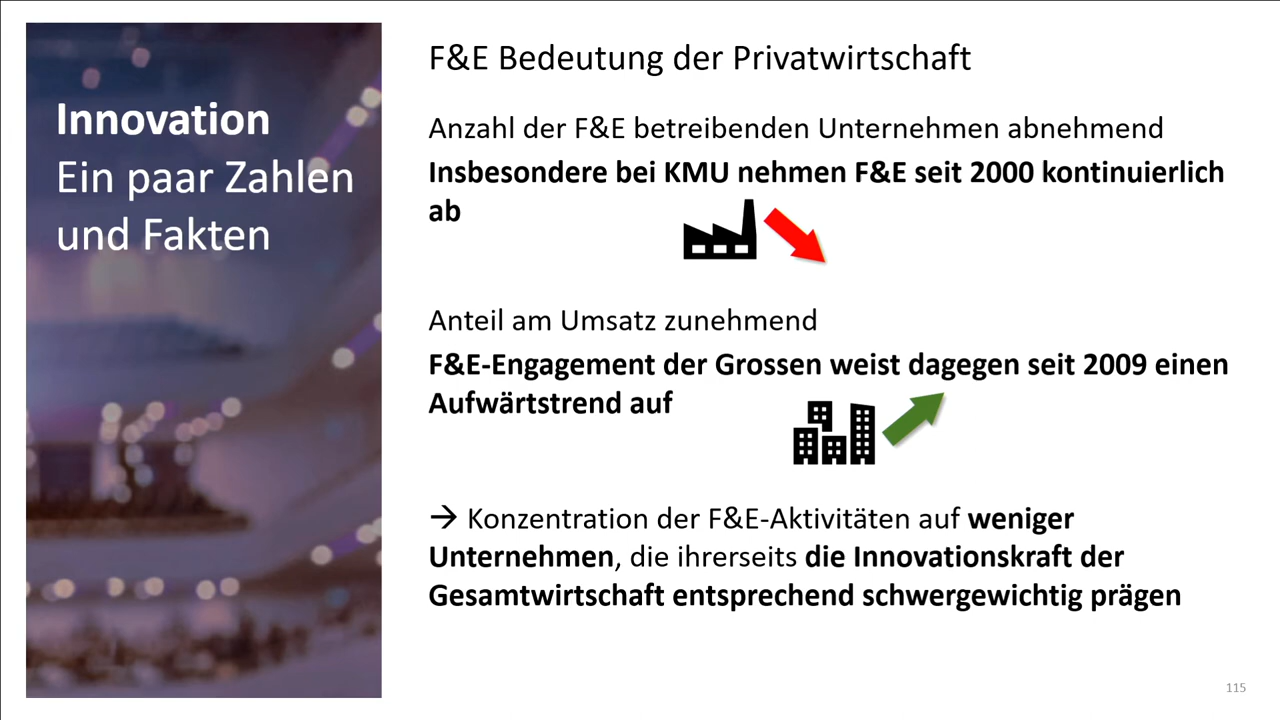 Innovation
Ein paar Zahlen
und Fakten
F&E Bedeutung der Privatwirtschaft
Anzahl der F&E betreibenden Unternehmen abnehmend
Insbesondere bei KMU nehmen F&E seit 2000 kontinuierlich
ab
Anteil am Umsatz zunehmend
F&E-Engagement der Grossen weist dagegen seit 2009 einen
Aufwärtstrend auf
→ Konzentration der F&E-Aktivitäten auf weniger
Unternehmen, die ihrerseits die Innovationskraft der
Gesamtwirtschaft entsprechend schwergewichtig prägen
115